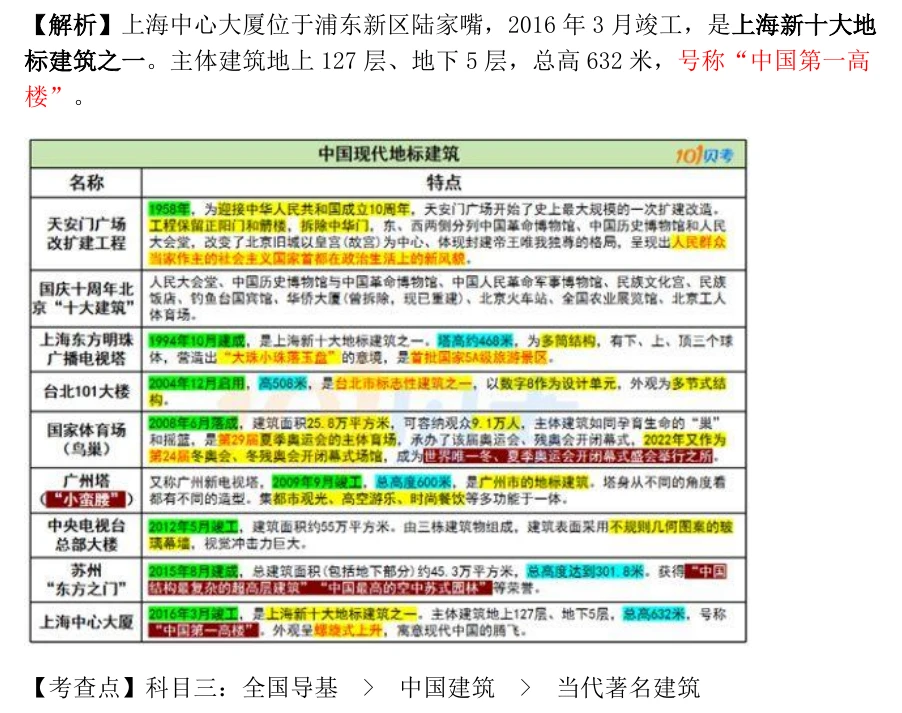 【解析】上海中心大厦位于浦东新区陆家嘴，2016 年 3 月竣工，是上海新十大地
标建筑之一。主体建筑地上 127 层、地下 5 层，总高 632 米，号称“中国第一高
楼”。
中国现代地标建筑
101贝考
名称
特点
天安门广场
改扩建工程
1958年，为迎接中华人民共和国成立10周年，天安门广场开始了史上最大规模的一次扩建改造。
工程保留正阳门和箭楼，拆除中华门，东、西两侧分列中国革命博物馆、中国历史博物馆和人民
大会堂，改变了北京旧城以皇宫(故宫)为中心、体现封建帝王唯我独尊的格局，呈现出人民群众
当家作主的社会主义国家首都在政治生活上的新风貌。
国庆十周年北
京“十大建筑”
人民大会堂、中国历史博物馆与中国革命博物馆、中国人民革命军事博物馆、民族文化宫、民族
饭店、钓鱼台国宾馆、华侨大厦(曾拆除，现已重建)、北京火车站、全国农业展览馆、北京工人
体育场。
上海东方明珠
广播电视塔
1994年10月建成，是上海新十大地标建筑之一。塔高约468米，为多筒结构，有下、上、顶三个球
体，营造出“大珠小珠落玉盘”的意境，是首批国家5A级旅游景区。
台北101大楼
2004年12月启用，高508米，是台北市标志性建筑之一，以数字8作为设计单元，外观为多节式结
构。
国家体育场
（鸟巢）
2008年6月落成，建筑面积25.8万平方米，可容纳观众9.1万人，主体建筑如同孕育生命的“巢”
和摇篮，是第29届夏季奥运会的主体育场，承办了该届奥运会、残奥会开闭幕式，2022年又作为
第24届冬奥会、冬残奥会开闭幕式场馆，成为世界唯一冬、夏季奥运会开闭幕式盛会举行之所。
广州塔
（“小蛮腰”）
又称广州新电视塔，2009年9月竣工，总高度600米，是广州市的地标建筑。塔身从不同的角度看
都有不同的造型。集都市观光、高空游乐、时尚餐饮等多功能于一体。
中央电视台
总部大楼
2012年5月竣工，建筑面积约55万平方米。由三栋建筑物组成，建筑表面采用不规则几何图案的玻
璃幕墙，视觉冲击力巨大。
苏州
“东方之门”
2015年8月建成，总建筑面积(包括地下部分)约45.3万平方米，总高度达到301.8米。获得“中国
结构最复杂的超高层建筑”“中国最高的空中苏式园林”等荣誉。
上海中心大厦
2016年3月竣工，是上海新十大地标建筑之一。主体建筑地上127层、地下5层，总高632米，号称
“中国第一高楼”。外观呈螺旋式上升，寓意现代中国的腾飞。
【考查点】科目三：全国导基 > 中国建筑 > 当代著名建筑